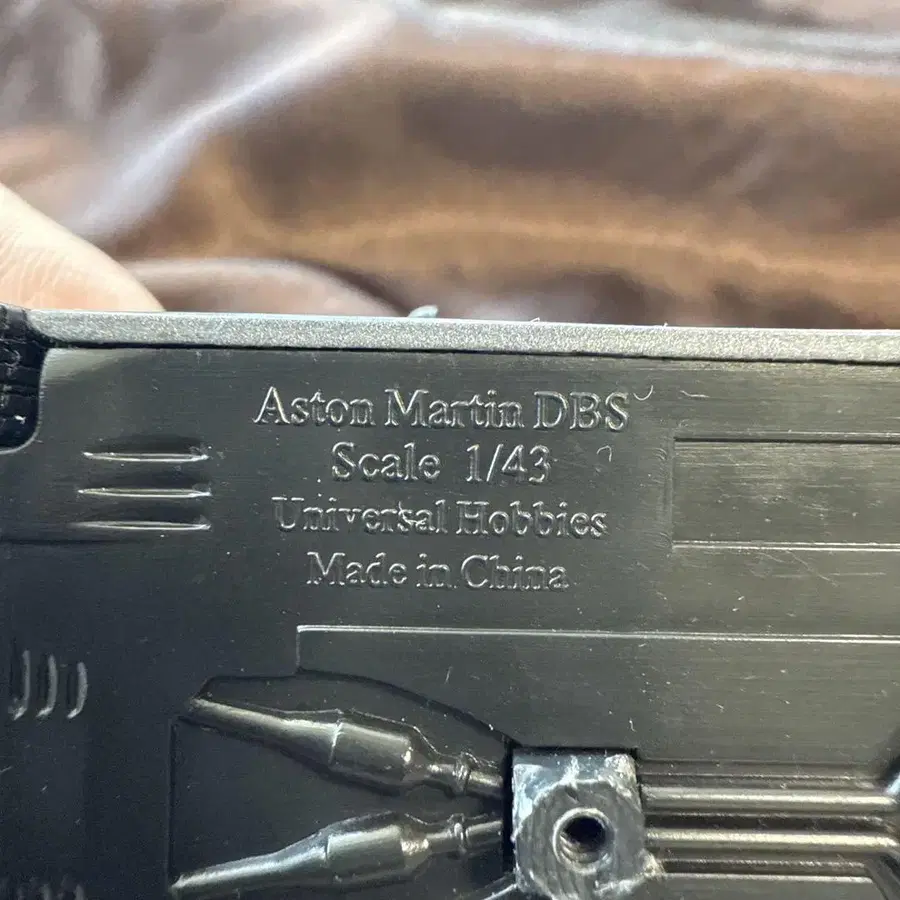 Aston Martin DBS
Scale 1/43
Universal Hobbies
Made in China